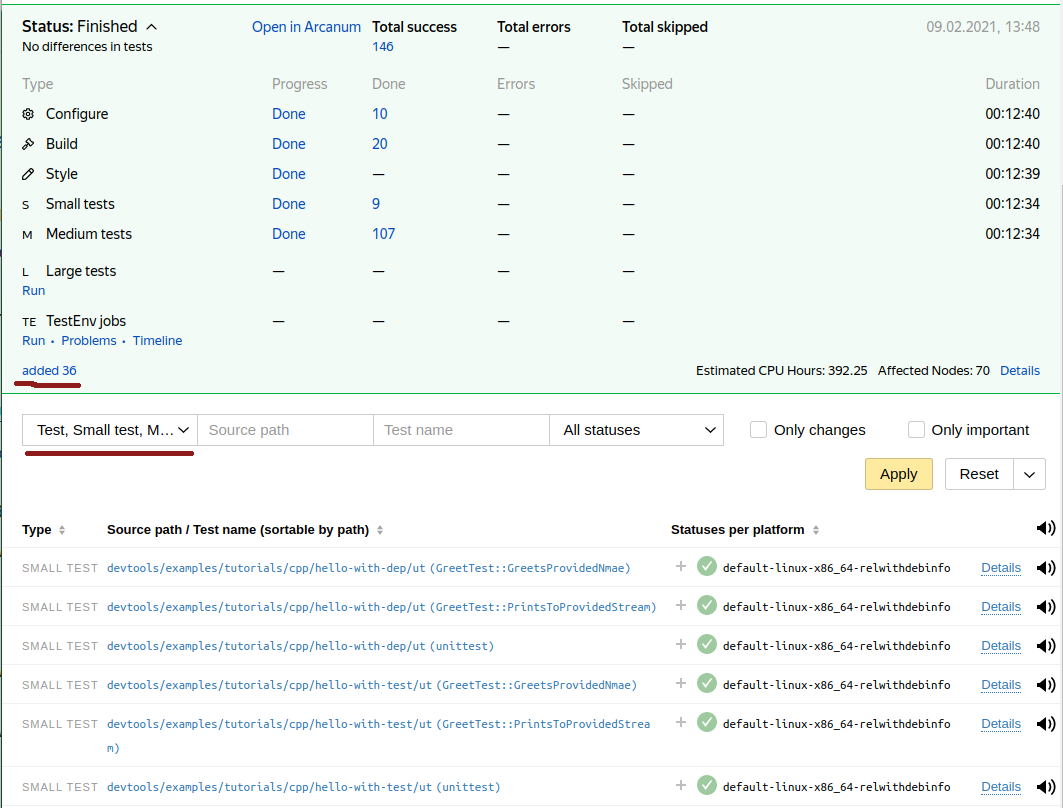 Status: Finished Open in Arcanum Total success Total errors Total skipped 09.02.2021, 13:48
No differences in tests 146 — —
Type Progress Done Errors Skipped Duration
Configure Done 10 — — 00:12:40
Build Done 20 — — 00:12:40
Style Done — — — 00:12:39
S Small tests Done 9 — — 00:12:34
M Medium tests Done 107 — — 00:12:34
L Large tests — — — —
Run
TE TestEnv jobs — — — —
Run · Problems · Timeline
added 36 Estimated CPU Hours: 392.25 Affected Nodes: 70 Details
Test, Small test, M... Source path Test name All statuses Only changes Only important
Apply Reset
Type Source path / Test name (sortable by path) Statuses per platform
SMALL TEST devtools/examples/tutorials/cpp/hello-with-dep/ut (GreetTest::GreetsProvidedNmae) + default-linux-x86_64-relwithdebinfo Details
SMALL TEST devtools/examples/tutorials/cpp/hello-with-dep/ut (GreetTest::PrintsToProvidedStream) + default-linux-x86_64-relwithdebinfo Details
SMALL TEST devtools/examples/tutorials/cpp/hello-with-dep/ut (unittest) + default-linux-x86_64-relwithdebinfo Details
SMALL TEST devtools/examples/tutorials/cpp/hello-with-test/ut (GreetTest::GreetsProvidedNmae) + default-linux-x86_64-relwithdebinfo Details
SMALL TEST devtools/examples/tutorials/cpp/hello-with-test/ut (GreetTest::PrintsToProvidedStrea + default-linux-x86_64-relwithdebinfo Details
m)
SMALL TEST devtools/examples/tutorials/cpp/hello-with-test/ut (unittest) + default-linux-x86_64-relwithdebinfo Details